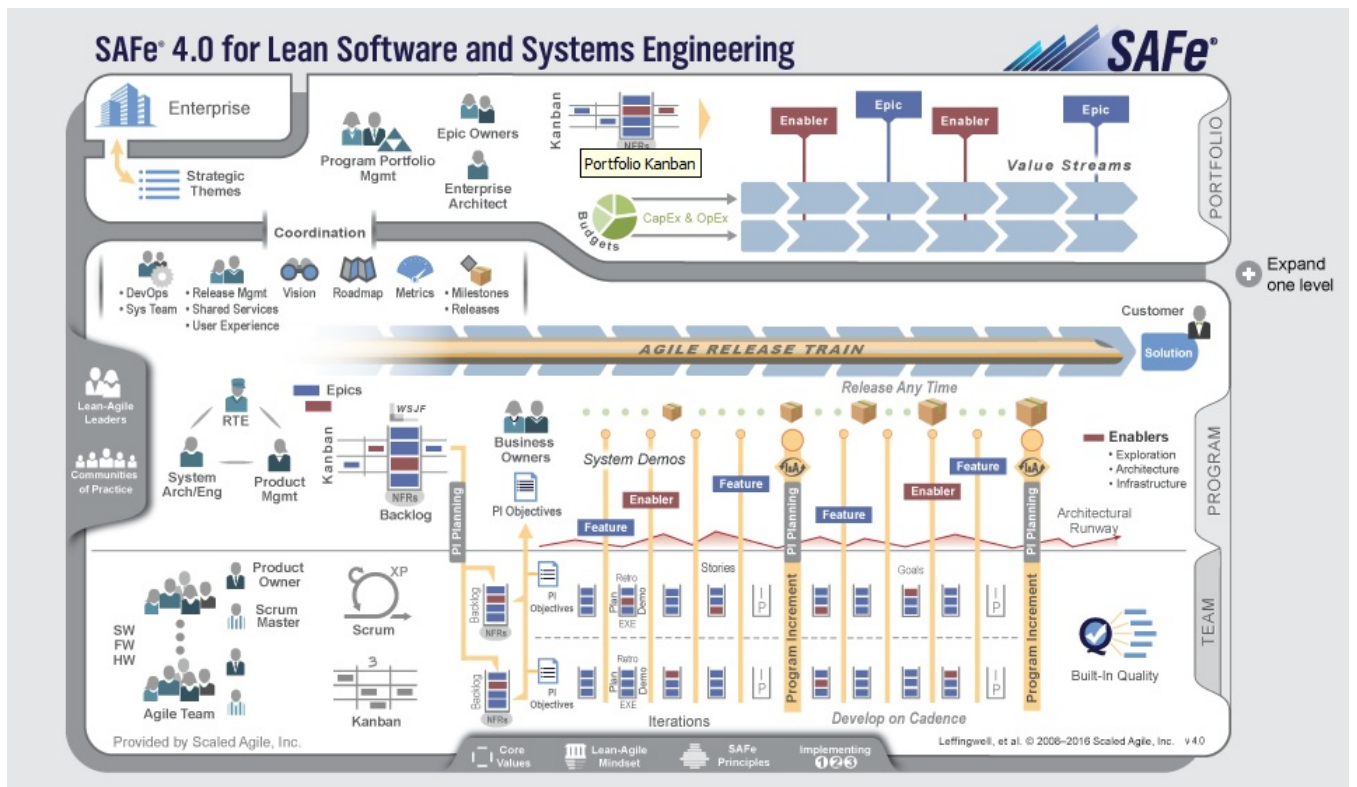 SAFe® 4.0 for Lean Software and Systems Engineering
SAFe®
Enterprise
Strategic
Themes
Program Portfolio
Mgmt
Epic Owners
Enterprise
Architect
Kanban
NFRs
Portfolio Kanban
Budgets
CapEx & OpEx
Enabler
Epic
Enabler
Epic
Value Streams
PORTFOLIO
Coordination
• DevOps
• Sys Team
• Release Mgmt
• Shared Services
• User Experience
Vision
Roadmap
Metrics
• Milestones
• Releases
Expand
one level
Customer
Solution
AGILE RELEASE TRAIN
Release Any Time
Lean-Agile
Leaders
Communities
of Practice
RTE
System
Arch/Eng
Product
Mgmt
Epics
WSJF
Kanban
NFRs
Backlog
Business
Owners
PI Objectives
PI Planning
System Demos
Feature
Enabler
Feature
I&A
PI Planning
Feature
Enabler
Feature
I&A
PI Planning
Enablers
• Exploration
• Architecture
• Infrastructure
Architectural
Runway
PROGRAM
Product
Owner
Scrum
Master
SW
FW
HW
Agile Team
XP
Scrum
3
Kanban
Backlog
NFRs
PI
Objectives
Plan
Retro
Demo
EXE
Stories
I
P
Program Increment
Goals
I
P
Program Increment
Backlog
NFRs
PI
Objectives
Plan
Retro
Demo
EXE
I
P
I
P
Iterations
Develop on Cadence
Built-In Quality
TEAM
Provided by Scaled Agile, Inc.
Leffingwell, et al. © 2008–2016 Scaled Agile, Inc. v 4.0
Core
Values
Lean-Agile
Mindset
SAFe
Principles
Implementing
1 2 3